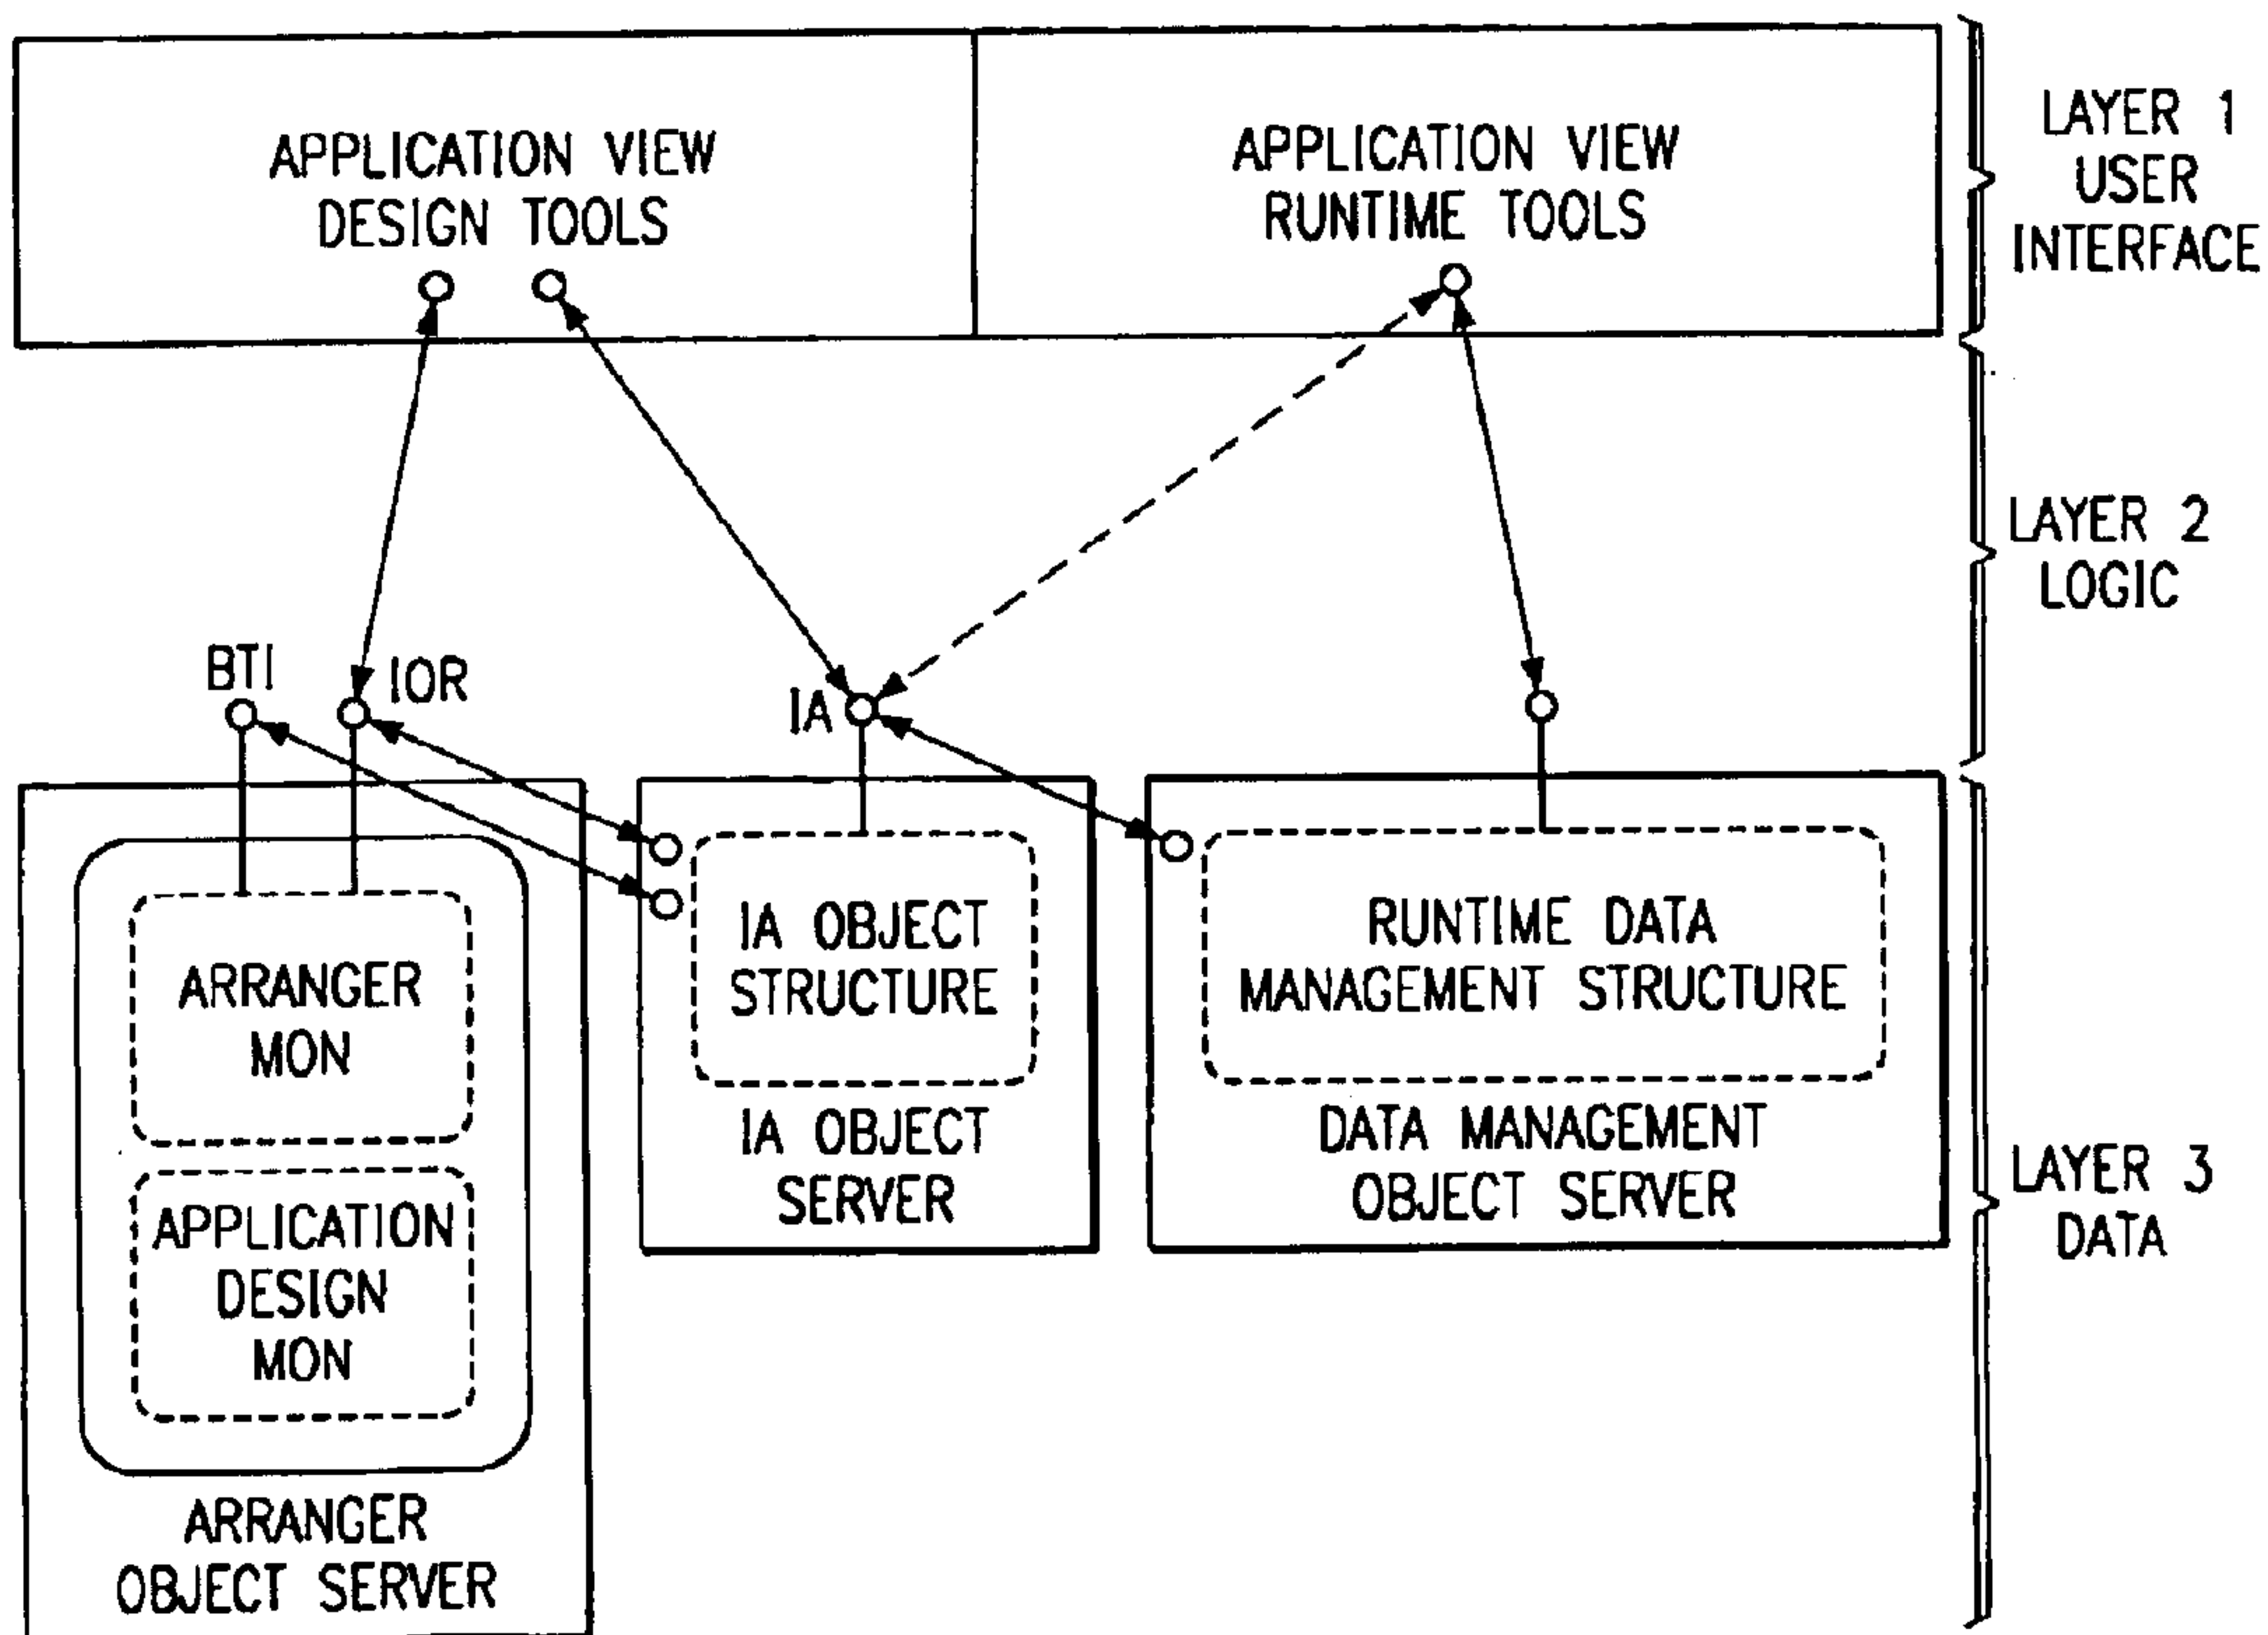 APPLICATION VIEW
DESIGN TOOLS
APPLICATION VIEW
RUNTIME TOOLS
LAYER 1
USER
INTERFACE
LAYER 2
LOGIC
BTI
IOR
IA
ARRANGER
MON
APPLICATION
DESIGN
MON
ARRANGER
OBJECT SERVER
IA OBJECT
STRUCTURE
IA OBJECT
SERVER
RUNTIME DATA
MANAGEMENT STRUCTURE
DATA MANAGEMENT
OBJECT SERVER
LAYER 3
DATA